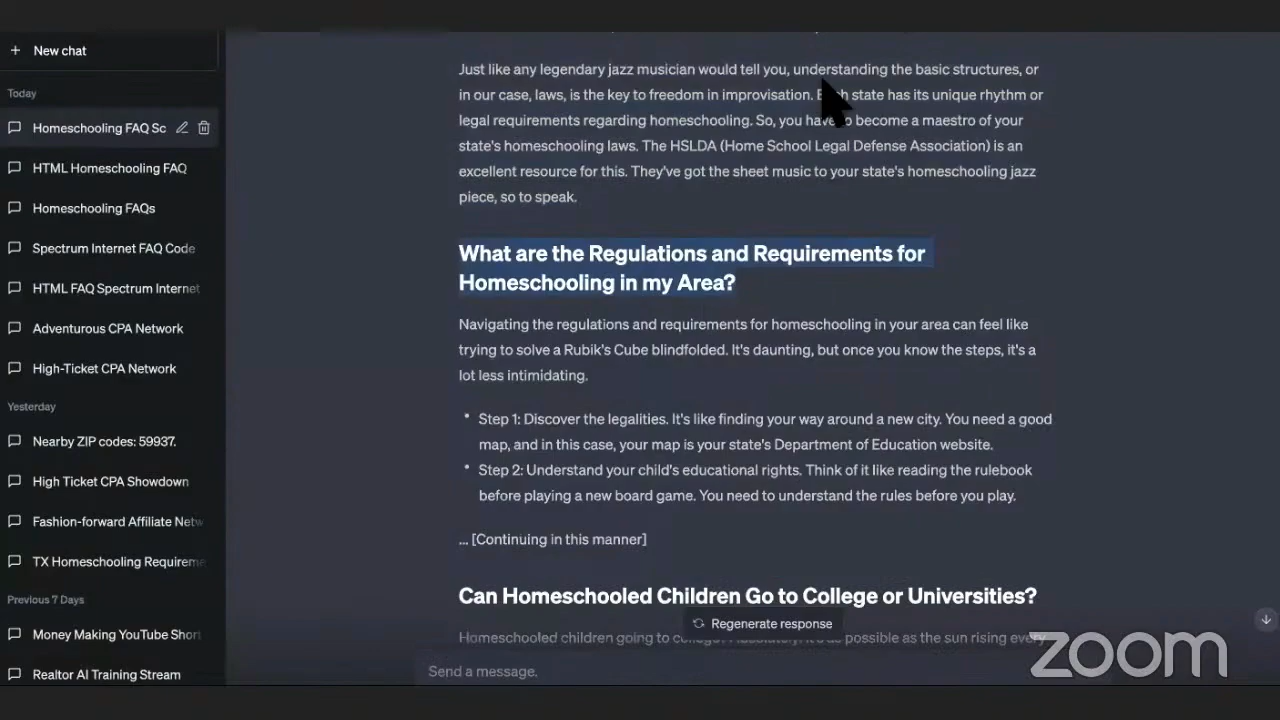 + New chat
Today
Homeschooling FAQ Sc
HTML Homeschooling FAQ
Homeschooling FAQs
Spectrum Internet FAQ Code
HTML FAQ Spectrum Internet
Adventurous CPA Network
High-Ticket CPA Network
Yesterday
Nearby ZIP codes: 59937.
High Ticket CPA Showdown
Fashion-forward Affiliate Netw
TX Homeschooling Requireme
Previous 7 Days
Money Making YouTube Short
Realtor AI Training Stream
Just like any legendary jazz musician would tell you, understanding the basic structures, or
in our case, laws, is the key to freedom in improvisation. state has its unique rhythm or
legal requirements regarding homeschooling. So, you have become a maestro of your
state's homeschooling laws. The HSLDA (Home School Legal Defense Association) is an
excellent resource for this. They've got the sheet music to your state's homeschooling jazz
piece, so to speak.
What are the Regulations and Requirements for
Homeschooling in my Area?
Navigating the regulations and requirements for homeschooling in your area can feel like
trying to solve a Rubik's Cube blindfolded. It's daunting, but once you know the steps, it's a
lot less intimidating.
• Step 1: Discover the legalities. It's like finding your way around a new city. You need a good
map, and in this case, your map is your state's Department of Education website.
• Step 2: Understand your child's educational rights. Think of it like reading the rulebook
before playing a new board game. You need to understand the rules before you play.
... [Continuing in this manner]
Can Homeschooled Children Go to College or Universities?
Regenerate response
Homeschooled children going to college? Absolutely. It's as possible as the sun rising every
Send a message.
zoom